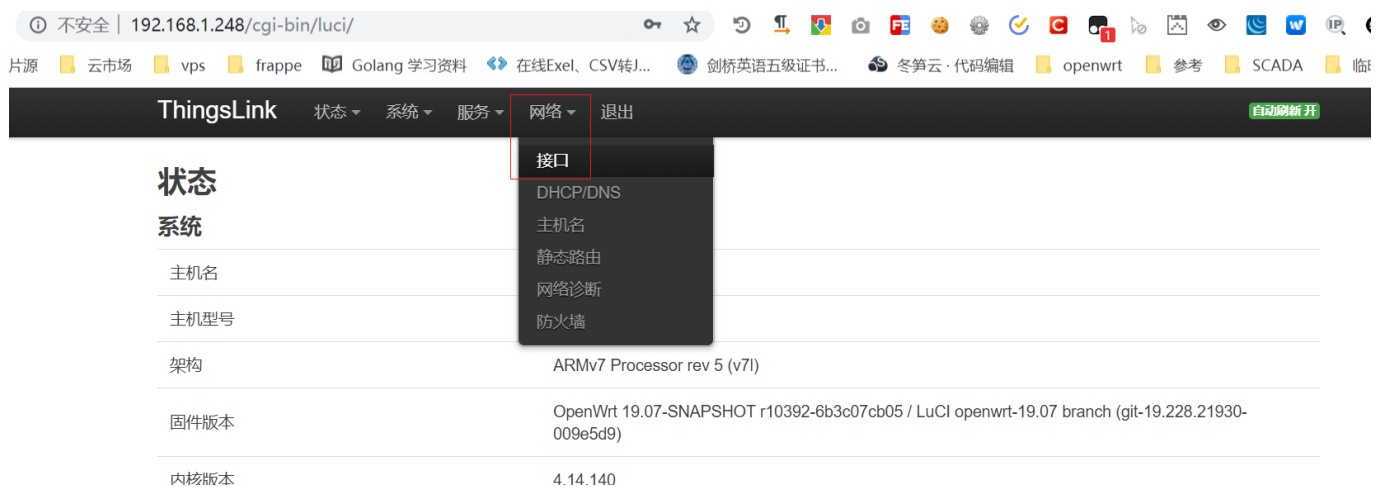 不安全 | 192.168.1.248/cgi-bin/luci/
片源 云市场 vps frappe Golang 学习资料 在线Exel、CSV转J... 剑桥英语五级证书... 冬笋云 · 代码编辑 openwrt 参考 SCADA
ThingsLink 状态 系统 服务 网络 退出 自动刷新 开
接口
DHCP/DNS
主机名
静态路由
网络诊断
防火墙
状态
系统
主机名
主机型号
架构 ARMv7 Processor rev 5 (v7l)
固件版本 OpenWrt 19.07-SNAPSHOT r10392-6b3c07cb05 / LuCI openwrt-19.07 branch (git-19.228.21930-
009e5d9)
内核版本 4.14.140